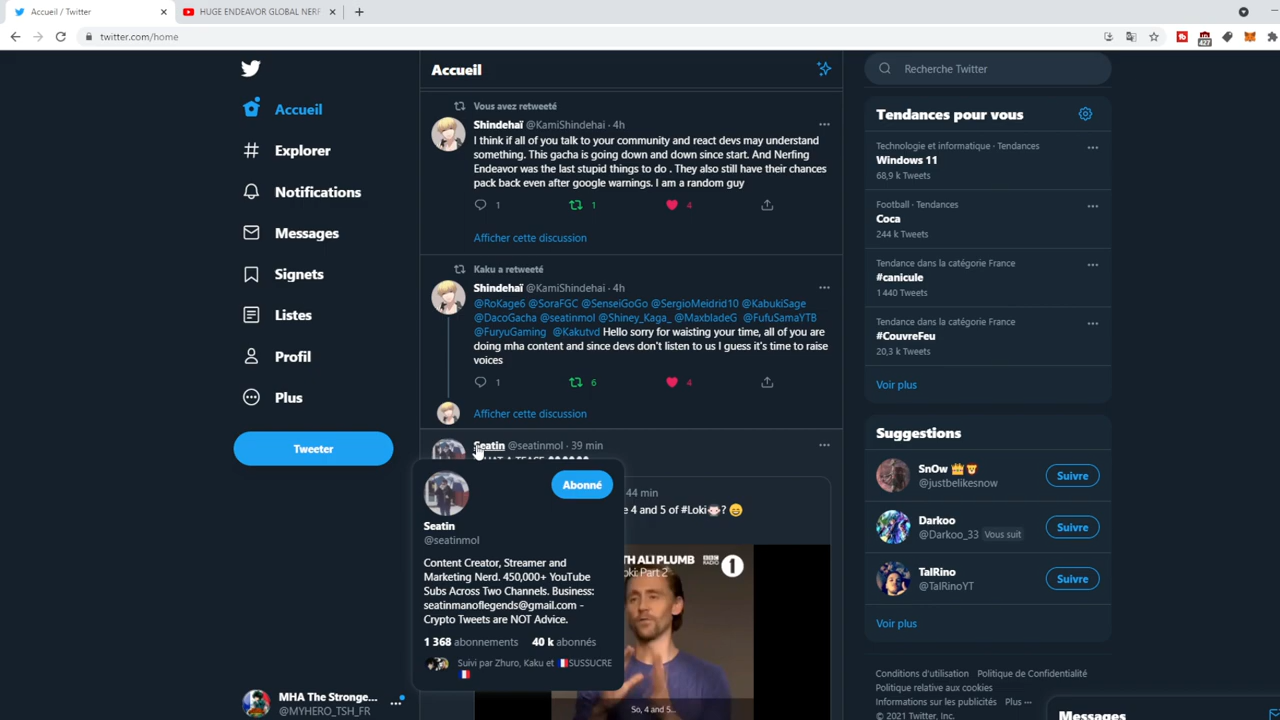 Accueil / Twitter
HUGE ENDEAVOR GLOBAL NERF
twitter.com/home
427
Accueil
Explorer
Notifications
Messages
Signets
Listes
Profil
Plus
Tweeter
MHA The Stronge...
@MYHERO_TSH_FR
Accueil
Vous avez retweeté
Shindehaï @KamiShindehai · 4h
I think if all of you talk to your community and react devs may understand
something. This gacha is going down and down since start. And Nerfing
Endeavor was the last stupid things to do . They also still have their chances
pack back even after google warnings. I am a random guy
1 1 4
Afficher cette discussion
Kaku a retweeté
Shindehaï @KamiShindehai · 4h
@RoKage6 @SoraFGC @SenseiGoGo @SergioMeidrid10 @KabukiSage
@DacoGacha @seatinmol @Shiney_Kaga_ @MaxbladeG @FufuSamaYTB
@FuryuGaming @Kakutvd Hello sorry for waisting your time, all of you are
doing mha content and since devs don't listen to us I guess it's time to raise
voices
1 6 4
Afficher cette discussion
Seatin @seatinmol · 39 min
44 min
e 4 and 5 of #Loki ? 😊
TH ALI PLUMB
oki: Part 2
BBC
RADIO 1
So, 4 and 5...
Abonné
Seatin
@seatinmol
Content Creator, Streamer and
Marketing Nerd. 450,000+ YouTube
Subs Across Two Channels. Business:
seatinmanoflegends@gmail.com -
Crypto Tweets are NOT Advice.
1 368 abonnements 40 k abonnés
Suivi par Zhuro, Kaku et 🇫🇷SUSSUCRE
🇫🇷
Recherche Twitter
Tendances pour vous
Technologie et informatique · Tendances
Windows 11
68,9 k Tweets
Football · Tendances
Coca
244 k Tweets
Tendance dans la catégorie France
#canicule
1 440 Tweets
Tendance dans la catégorie France
#CouvreFeu
20,3 k Tweets
Voir plus
Suggestions
SnOw 👑🦁
@justbelikesnow
Suivre
Darkoo
@Darkoo_33 Vous suit
Suivre
TalRino
@TalRinoYT
Suivre
Voir plus
Conditions d'utilisation Politique de Confidentialité
Politique relative aux cookies
Informations sur les publicités Plus ...
© 2021 Twitter, Inc.
Messages